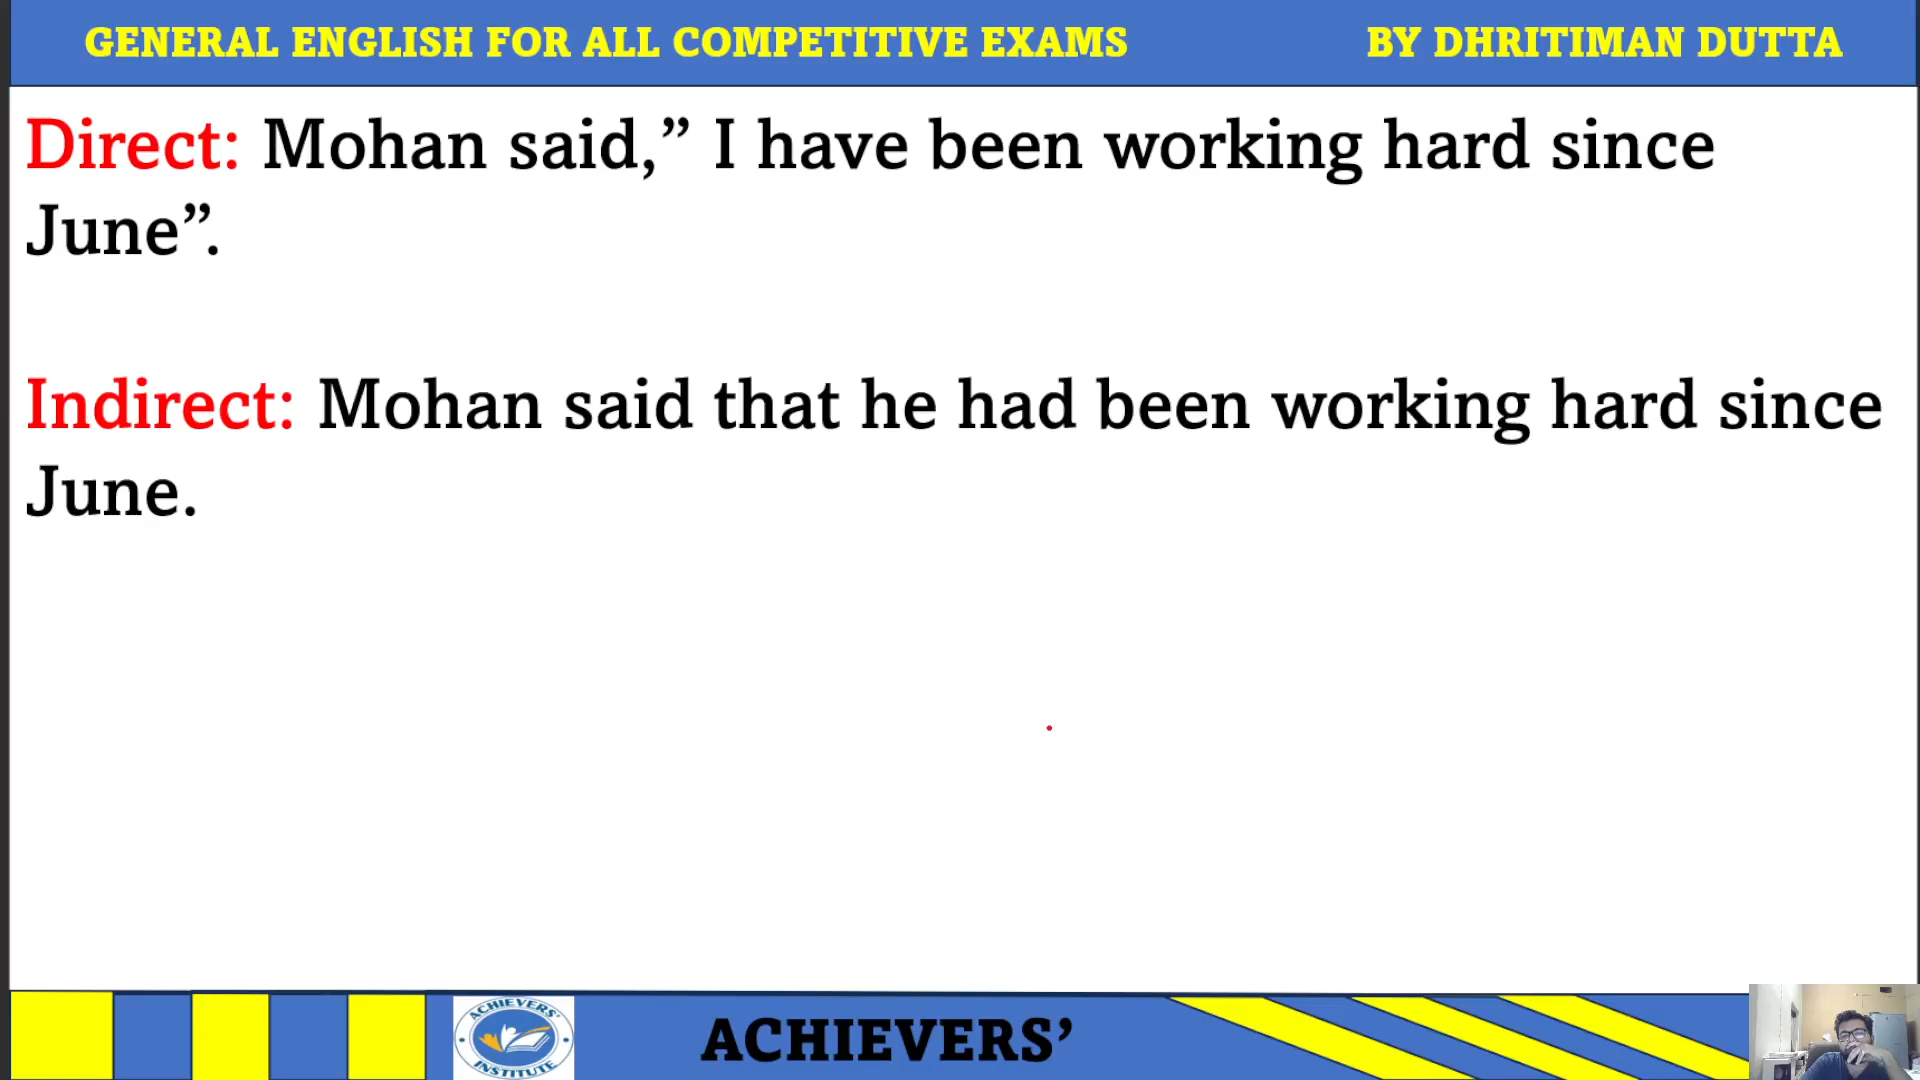 GENERAL ENGLISH FOR ALL COMPETITIVE EXAMS BY DHRITIMAN DUTTA
Direct: Mohan said,” I have been working hard since
June”.
Indirect: Mohan said that he had been working hard since
June.
ACHIEVERS’
INSTITUTE
ACHIEVERS’